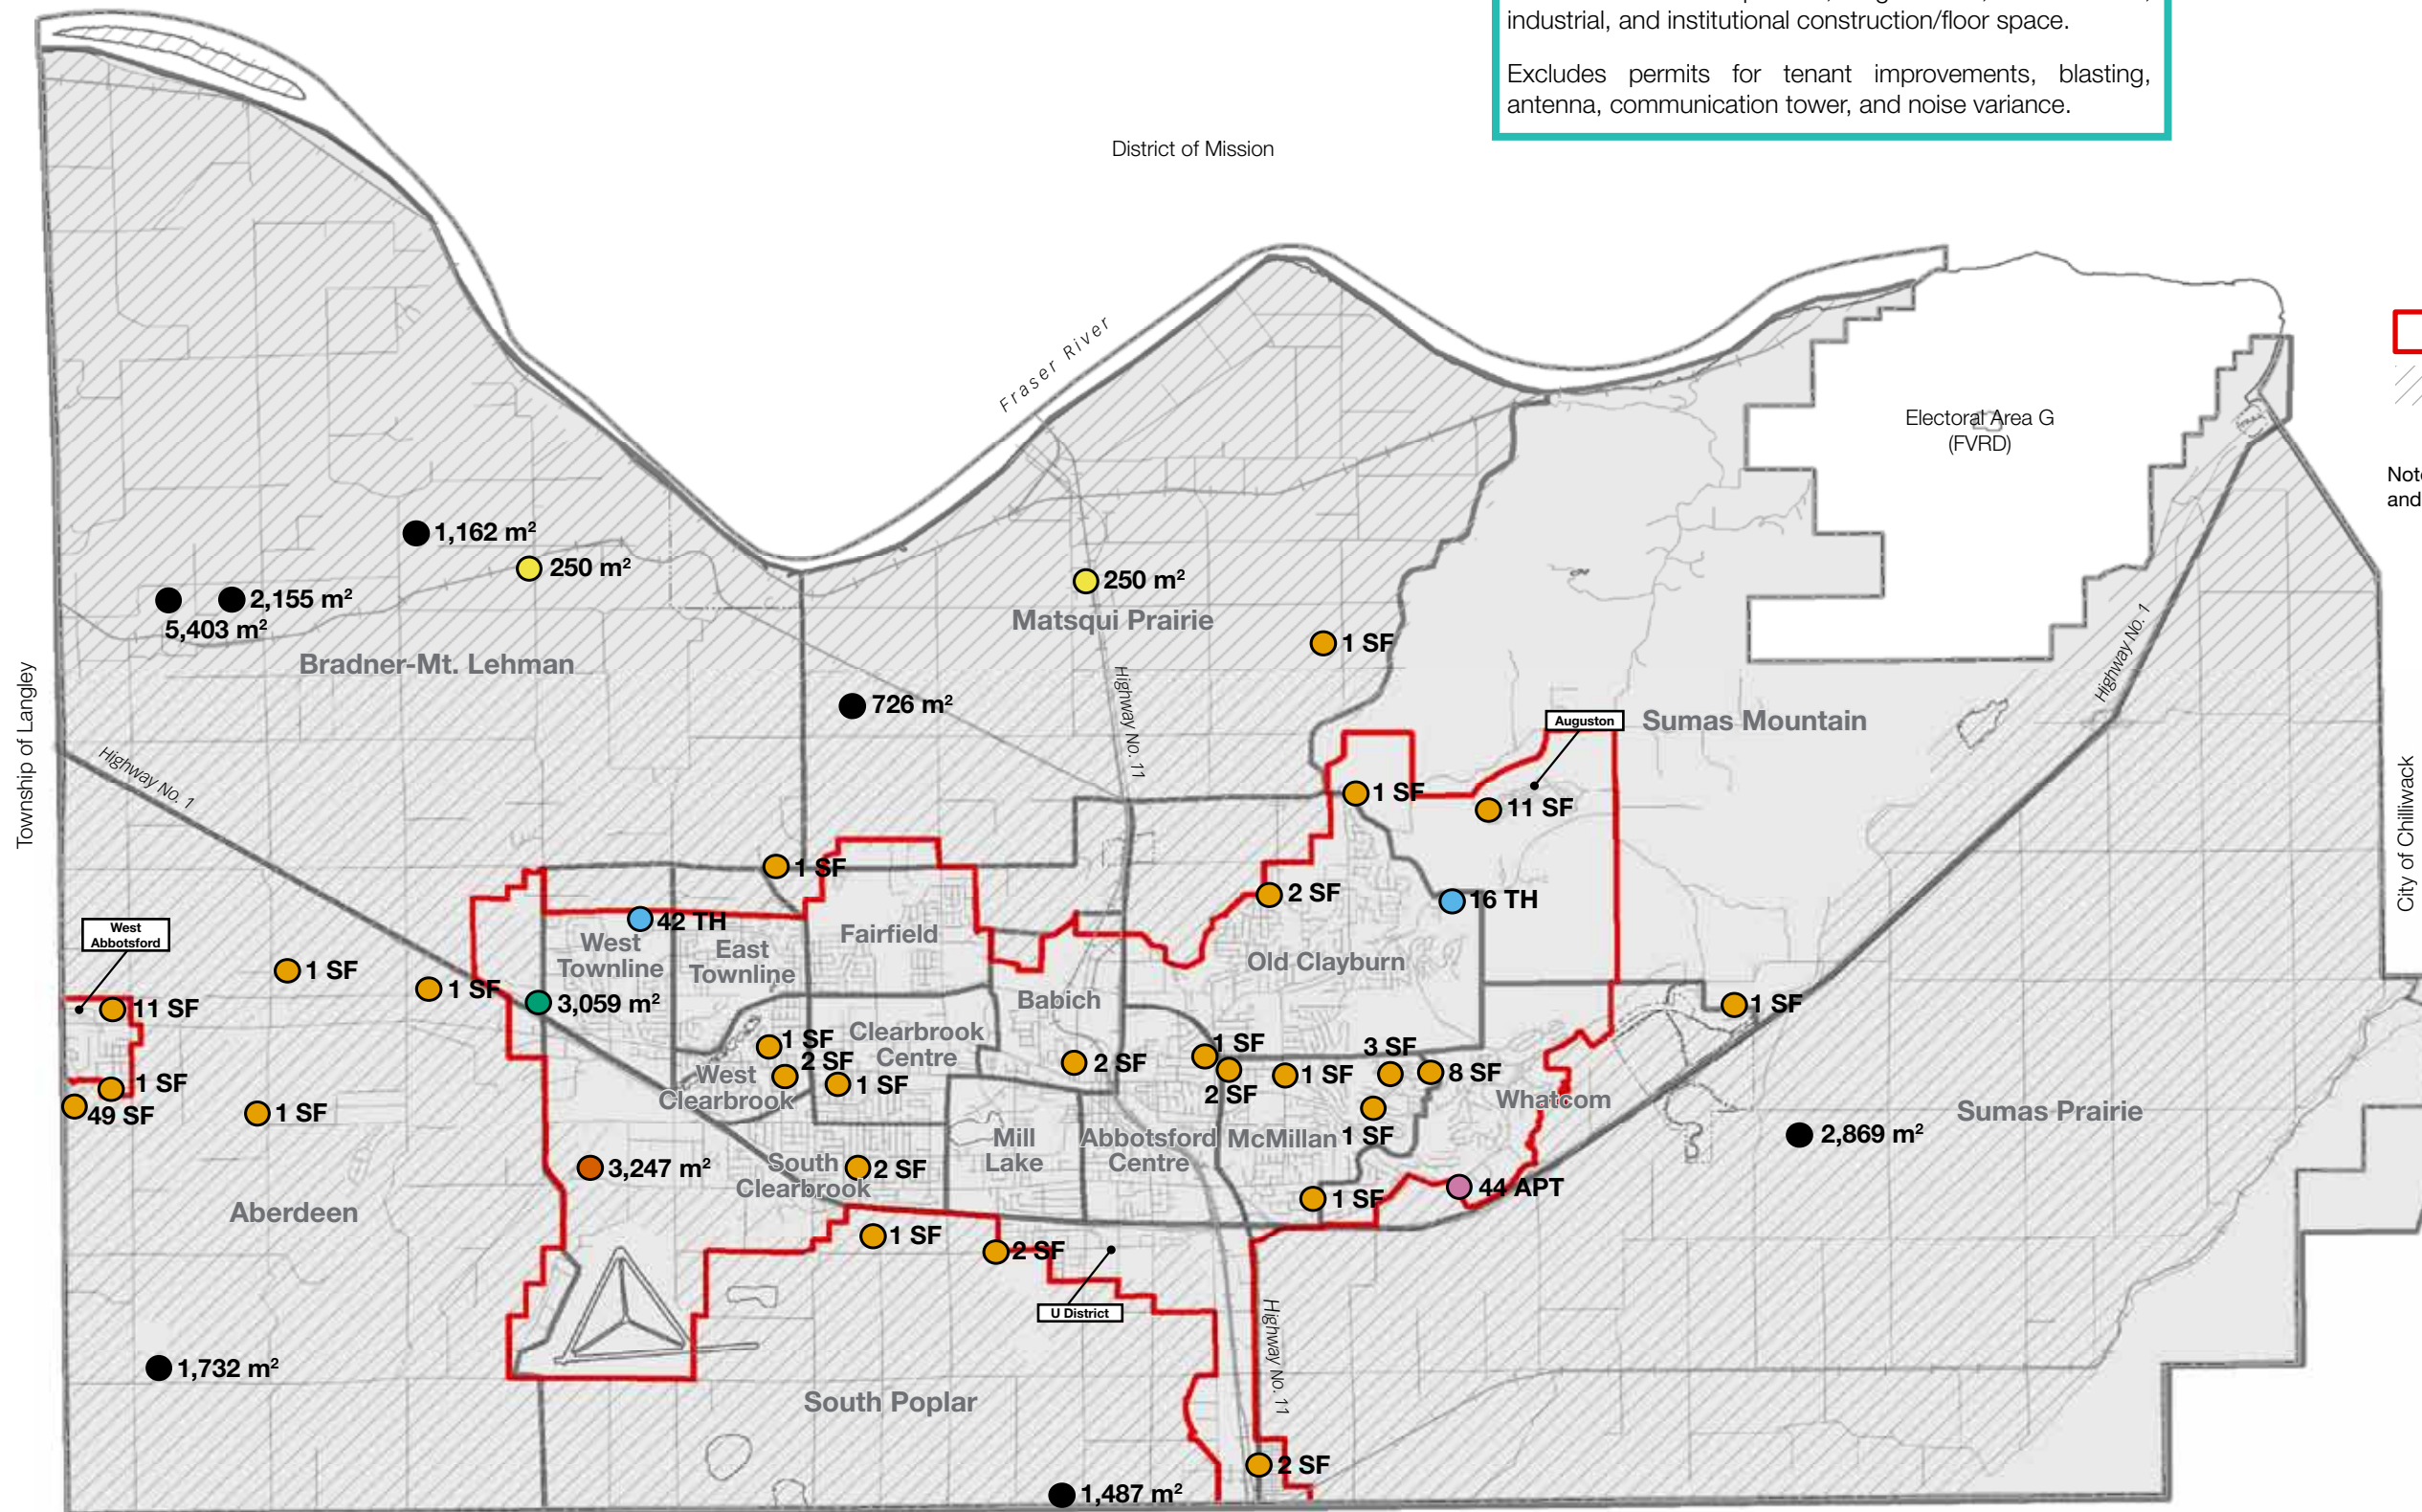 industrial, and institutional construction/floor space.
Excludes permits for tenant improvements, blasting,
antenna, communication tower, and noise variance.
District of Mission
Fraser River
Electoral Area G
(FVRD)
Note
and
1,162 m²
250 m²
250 m²
2,155 m²
5,403 m²
Matsqui Prairie
1 SF
Bradner-Mt. Lehman
Highway No. 1
Township of Langley
726 m²
Highway No. 11
Auguston
Sumas Mountain
Highway No. 1
City of Chilliwack
1 SF
11 SF
1 SF
2 SF
16 TH
42 TH
West
Townline
East
Townline
Fairfield
Old Clayburn
West
Abbotsford
1 SF
1 SF
11 SF
3,059 m²
Babich
1 SF
1 SF
2 SF
Clearbrook
Centre
1 SF
West
Clearbrook
2 SF
1 SF
2 SF
1 SF
3 SF
8 SF
1 SF
Whatcom
1 SF
49 SF
1 SF
Sumas Prairie
2,869 m²
Mill
Lake
Abbotsford
Centre
McMillan
3,247 m²
South
Clearbrook
2 SF
44 APT
1 SF
Aberdeen
1 SF
2 SF
U District
Highway No. 11
1,732 m²
South Poplar
2 SF
1,487 m²